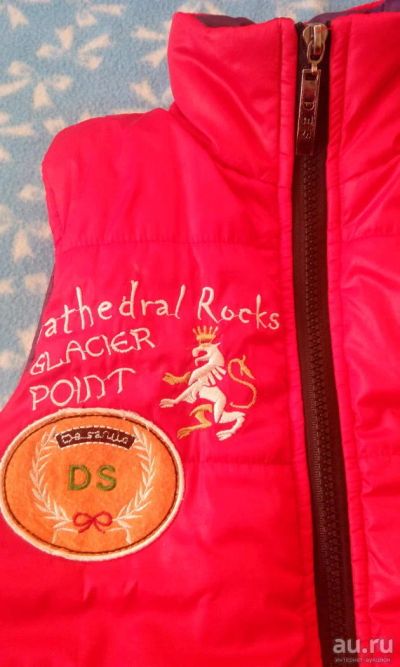 athedral Rocks
GLACIER
POINT
DS
au.ru
ИНТЕРНЕТ-АУКЦИОН